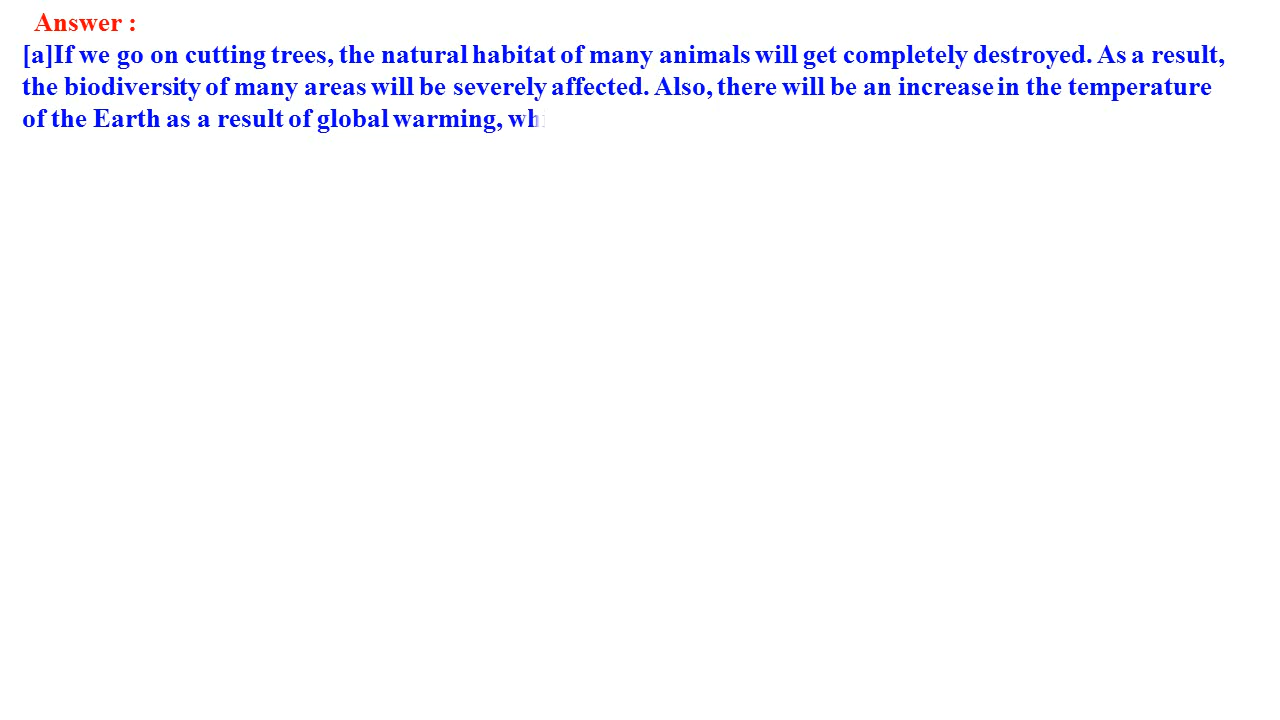 Answer :
[a]If we go on cutting trees, the natural habitat of many animals will get completely destroyed. As a result,
the biodiversity of many areas will be severely affected. Also, there will be an increase in the temperature
of the Earth as a result of global warming,